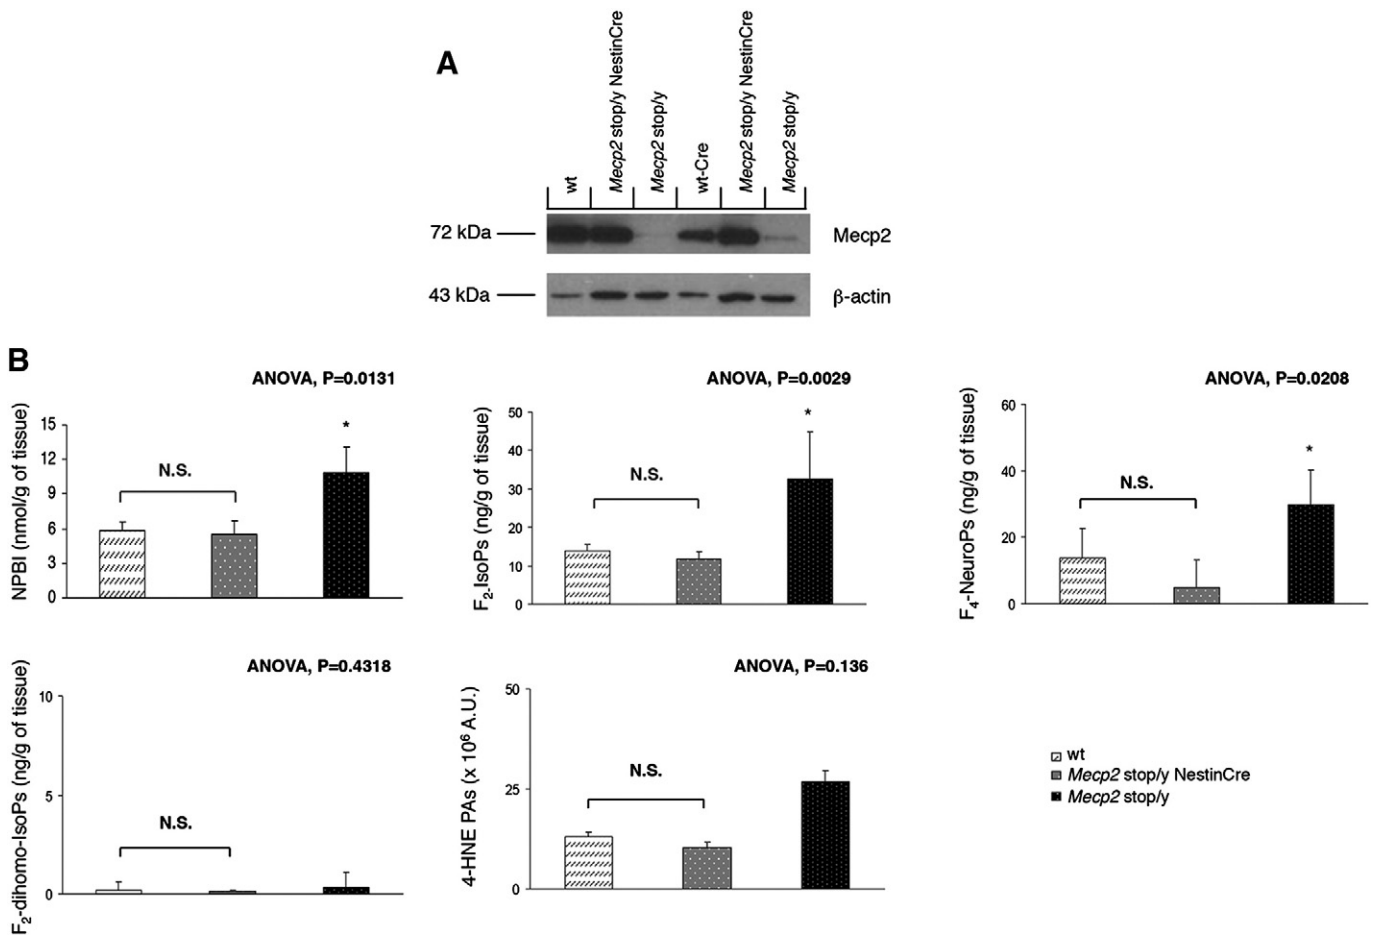 A
wt
Mecp2 stop/y NestinCre
Mecp2 stop/y
wt-Cre
Mecp2 stop/y NestinCre
Mecp2 stop/y
72 kDa
Mecp2
43 kDa
β-actin
B
ANOVA, P=0.0131
NPBI (nmol/g of tissue)
15
12
9
6
3
0
N.S.
*
ANOVA, P=0.0029
F2-IsoPs (ng/g of tissue)
50
40
30
20
10
0
N.S.
*
ANOVA, P=0.0208
F4-NeuroPs (ng/g of tissue)
60
40
20
0
N.S.
*
ANOVA, P=0.4318
F2-dihomo-IsoPs (ng/g of tissue)
10
5
0
N.S.
ANOVA, P=0.136
4-HNE PAs (x 10⁶ A.U.)
50
25
0
N.S.
wt
Mecp2 stop/y NestinCre
Mecp2 stop/y